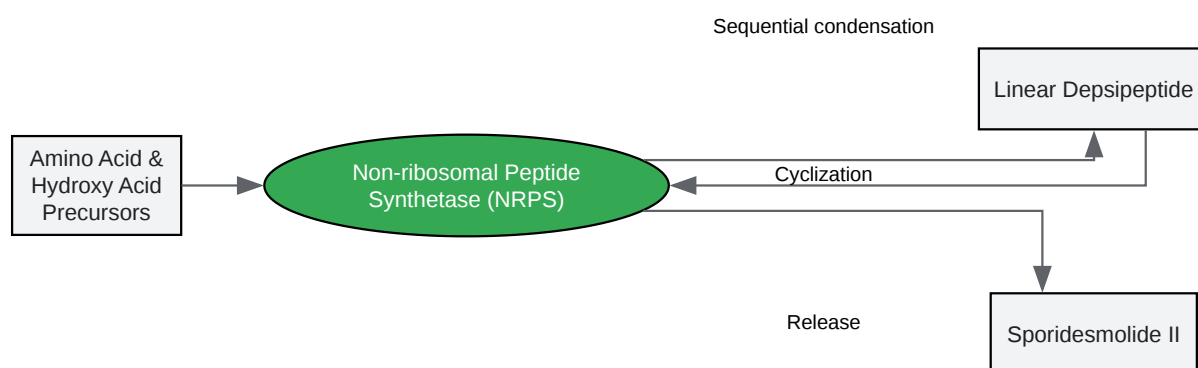 Sequential condensation
Linear Depsipeptide
Amino Acid &
Hydroxy Acid
Precursors
Non-ribosomal Peptide
Synthetase (NRPS)
Cyclization
Release
Sporidesmolide II